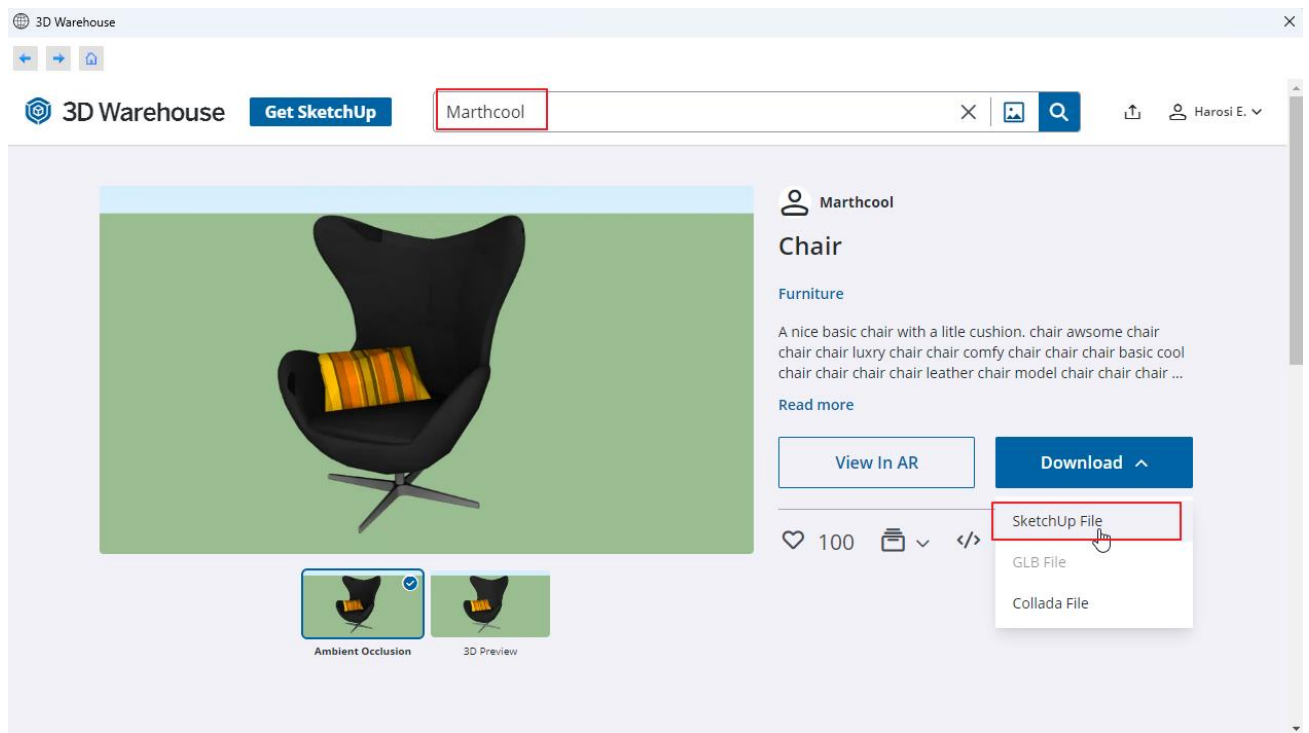 3D Warehouse
3D Warehouse
Get SketchUp
Marthcool
Harosi E.
Marthcool
Chair
Furniture
A nice basic chair with a litle cushion. chair awsome chair
chair chair luxry chair chair comfy chair chair chair basic cool
chair chair chair chair leather chair model chair chair chair ...
Read more
View In AR
Download
100
</>
SketchUp File
GLB File
Collada File
Ambient Occlusion
3D Preview